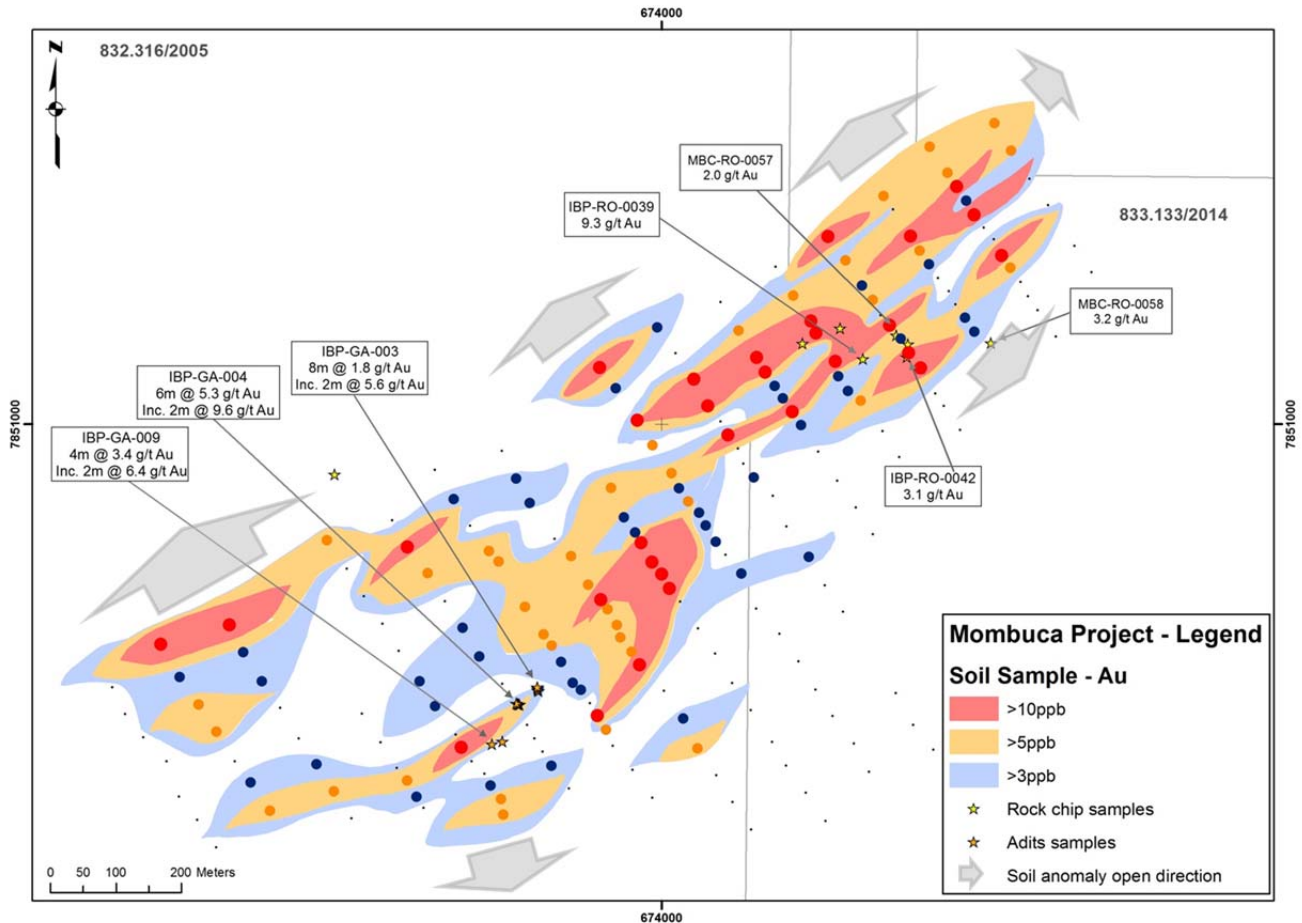 674000
N
832.316/2005
MBC-RO-0057
2.0 g/t Au
IBP-RO-0039
9.3 g/t Au
833.133/2014
MBC-RO-0058
3.2 g/t Au
IBP-GA-003
8m @ 1.8 g/t Au
Inc. 2m @ 5.6 g/t Au
IBP-GA-004
6m @ 5.3 g/t Au
Inc. 2m @ 9.6 g/t Au
IBP-GA-009
4m @ 3.4 g/t Au
Inc. 2m @ 6.4 g/t Au
7851000
7851000
IBP-RO-0042
3.1 g/t Au
Mombuca Project - Legend
Soil Sample - Au
>10ppb
>5ppb
>3ppb
Rock chip samples
Adits samples
Soil anomaly open direction
0 50 100 200 Meters
674000